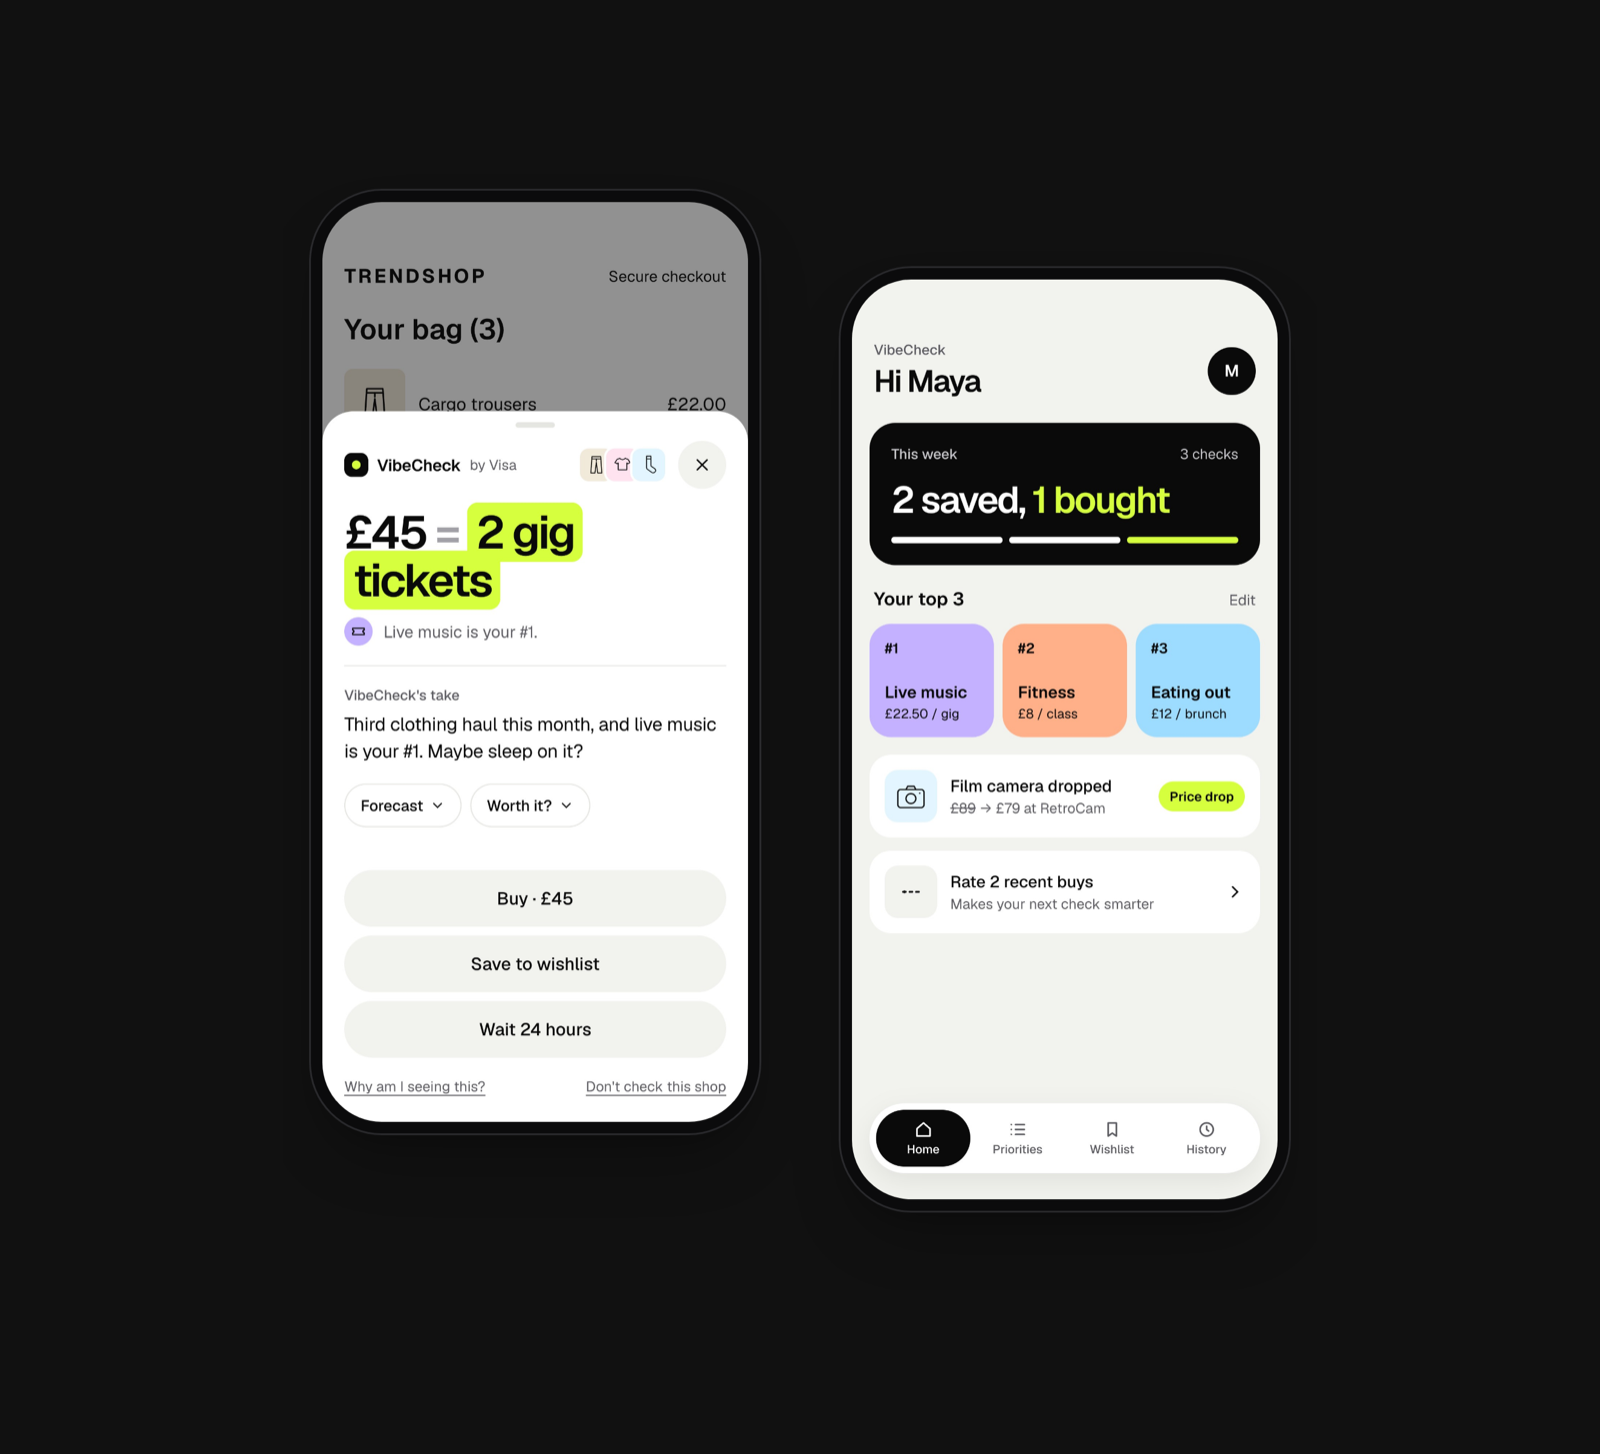 TRENDSHOP
Secure checkout
Your bag (3)
Cargo trousers
£22.00
VibeCheck by Visa
£45 = 2 gig
tickets
Live music is your #1.
VibeCheck's take
Third clothing haul this month, and live music
is your #1. Maybe sleep on it?
Forecast
Worth it?
Buy · £45
Save to wishlist
Wait 24 hours
Why am I seeing this?
Don't check this shop
VibeCheck
Hi Maya
M
This week
3 checks
2 saved, 1 bought
Your top 3
Edit
#1
Live music
£22.50 / gig
#2
Fitness
£8 / class
#3
Eating out
£12 / brunch
Film camera dropped
£89 → £79 at RetroCam
Price drop
Rate 2 recent buys
Makes your next check smarter
Home
Priorities
Wishlist
History